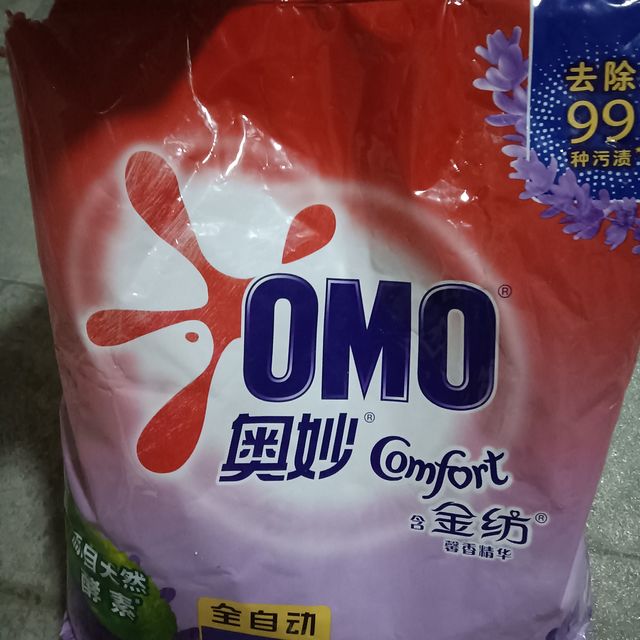 去除
99
种污渍
OMO®
奥妙® Comfort
含金纺®
馨香精华
源自天然
酵素
全自动